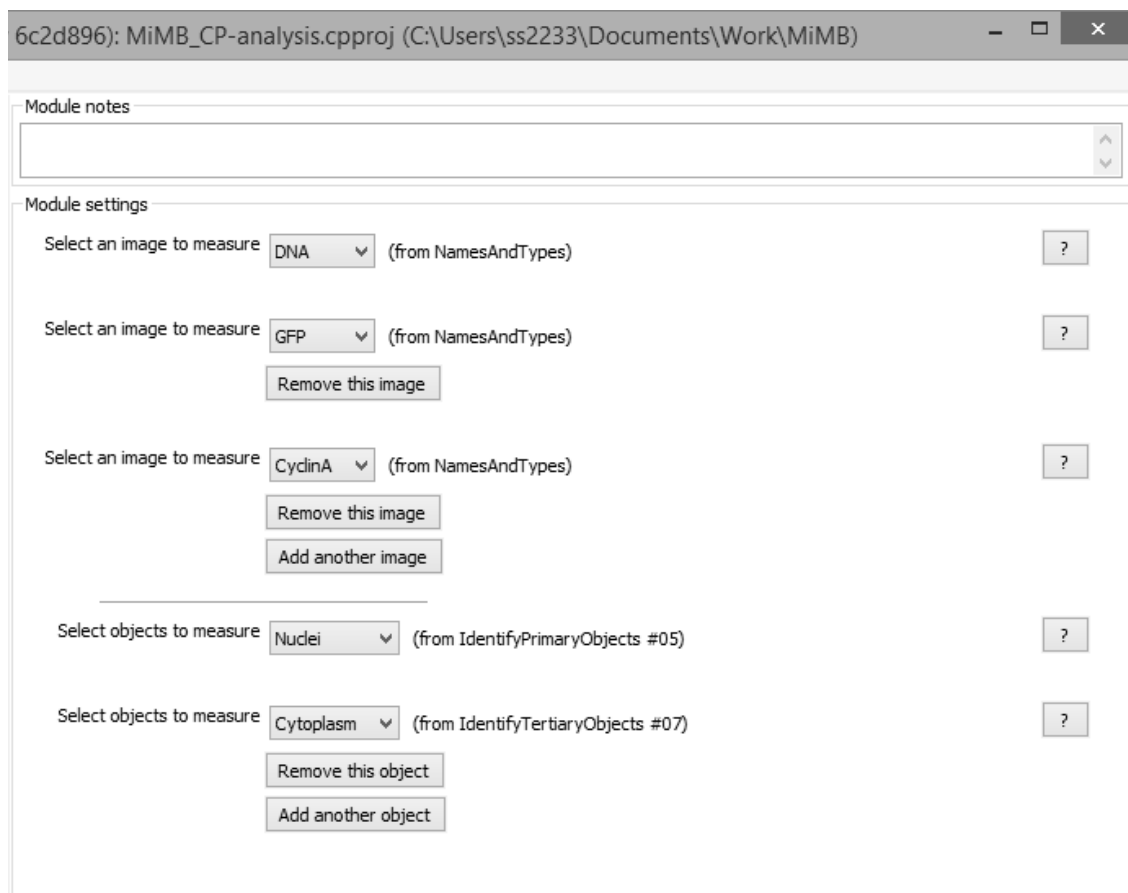 6c2d896): MiMB_CP-analysis.cpproj (C:\Users\ss2233\Documents\Work\MiMB)
Module notes
Module settings
Select an image to measure DNA (from NamesAndTypes) ?
Select an image to measure GFP (from NamesAndTypes) ?
Remove this image
Select an image to measure CyclinA (from NamesAndTypes) ?
Remove this image
Add another image
Select objects to measure Nuclei (from IdentifyPrimaryObjects #05) ?
Select objects to measure Cytoplasm (from IdentifyTertiaryObjects #07) ?
Remove this object
Add another object